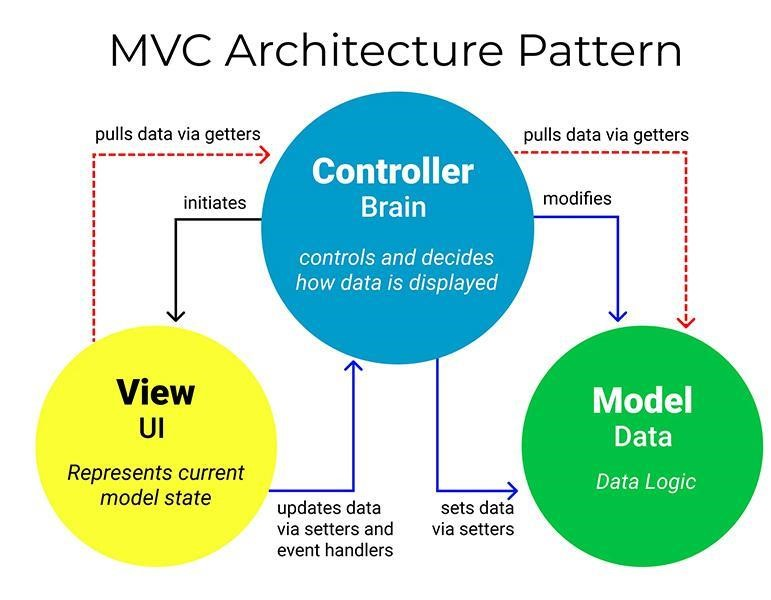 MVC Architecture Pattern
pulls data via getters
pulls data via getters
Controller
Brain
controls and decides
how data is displayed
initiates
modifies
View
UI
Represents current
model state
Model
Data
Data Logic
updates data
via setters and
event handlers
sets data
via setters